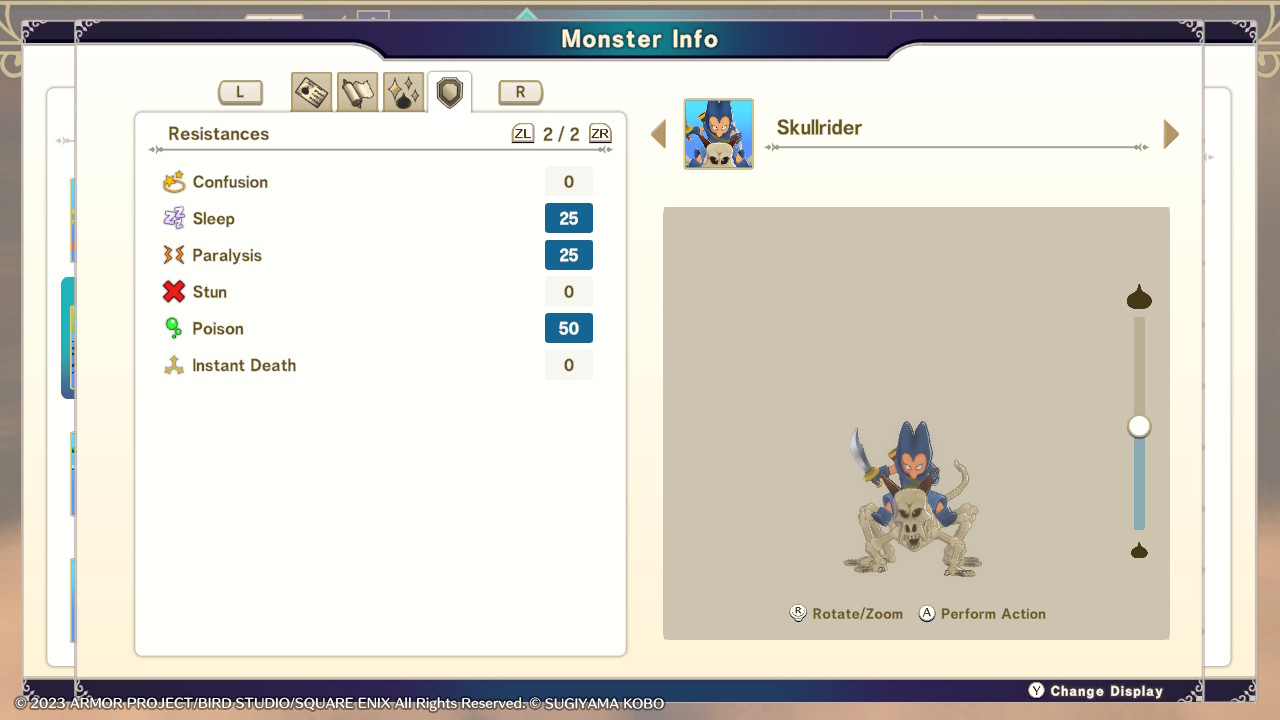 Monster Info
L
R
Resistances
ZL 2 / 2 ZR
Confusion 0
Sleep 25
Paralysis 25
Stun 0
Poison 50
Instant Death 0
Skullrider
R Rotate/Zoom A Perform Action
Y Change Display
© 2023 ARMOR PROJECT/BIRD STUDIO/SQUARE ENIX All Rights Reserved. © SUGIYAMA KOBO